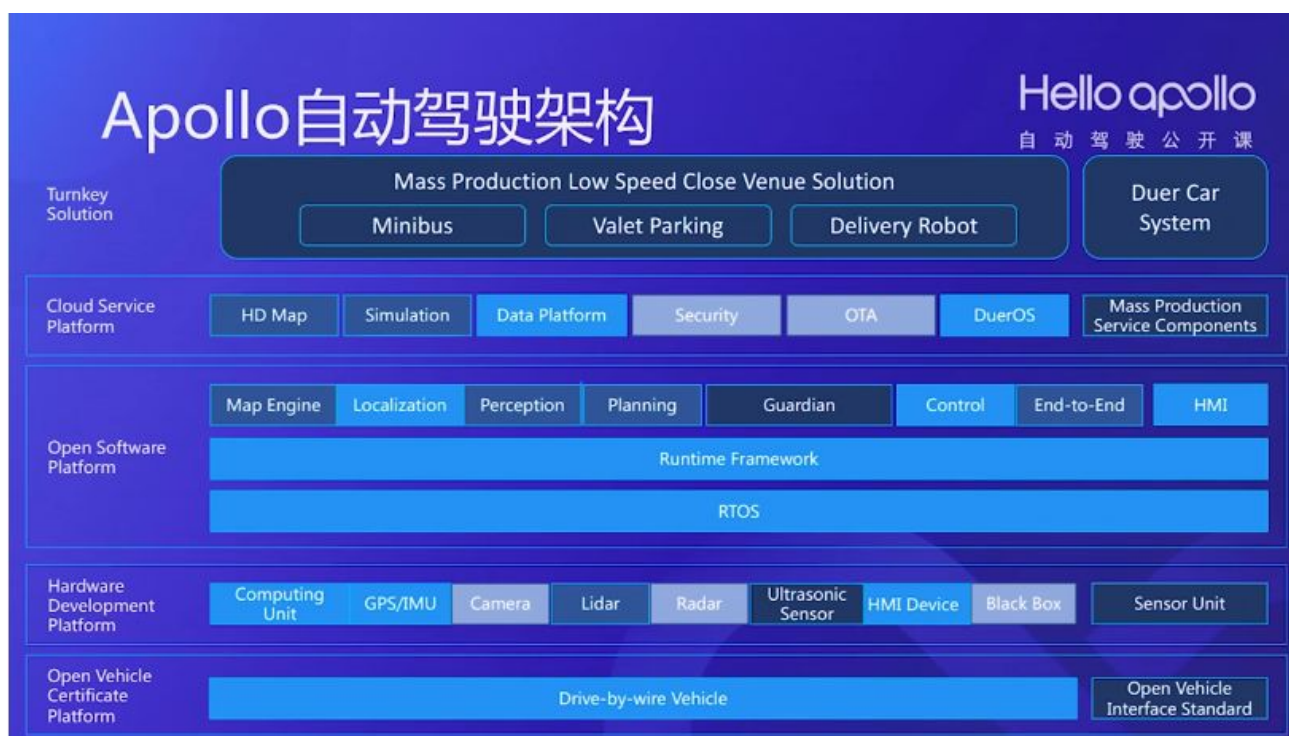 Apollo自动驾驶架构
Hello apollo
自动驾驶公开课
Turnkey
Solution
Mass Production Low Speed Close Venue Solution
Minibus
Valet Parking
Delivery Robot
Duer Car
System
Cloud Service
Platform
HD Map
Simulation
Data Platform
Security
OTA
DuerOS
Mass Production
Service Components
Open Software
Platform
Map Engine
Localization
Perception
Planning
Guardian
Control
End-to-End
HMI
Runtime Framework
RTOS
Hardware
Development
Platform
Computing
Unit
GPS/IMU
Camera
Lidar
Radar
Ultrasonic
Sensor
HMI Device
Black Box
Sensor Unit
Open Vehicle
Certificate
Platform
Drive-by-wire Vehicle
Open Vehicle
Interface Standard